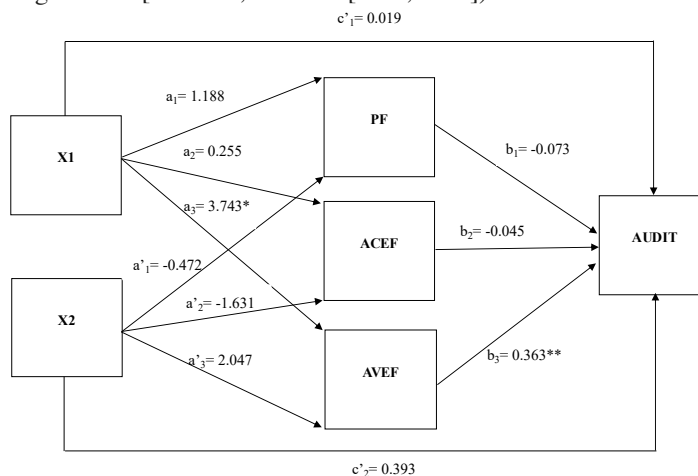 c'1= 0.019
a1= 1.188
PF
X1
a2= 0.255
b1= -0.073
a3= 3.743*
ACEF
b2= -0.045
AUDIT
a'1= -0.472
a'2= -1.631
X2
a'3= 2.047
AVEF
b3= 0.363**
c'2= 0.393